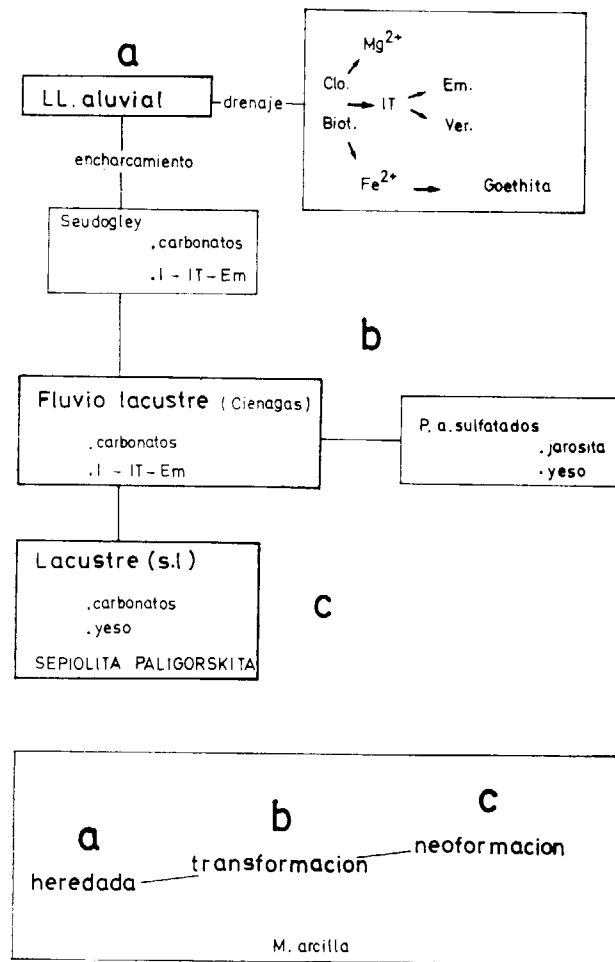 a
LL. aluvial
drenaje
Mg2+
Clo.
Biot.
IT
Em.
Ver.
Fe2+
Goethita
encharcamiento
Seudogley
.carbonatos
.I - IT - Em
b
Fluvio lacustre (Cienagas)
.carbonatos
.I - IT - Em
P. a. sulfatados
.jarosita
.yeso
Lacustre (s.l)
.carbonatos
.yeso
SEPIOLITA PALIGORSKITA
c
a
heredada
b
transformacion
c
neoformacion
M. arcilla